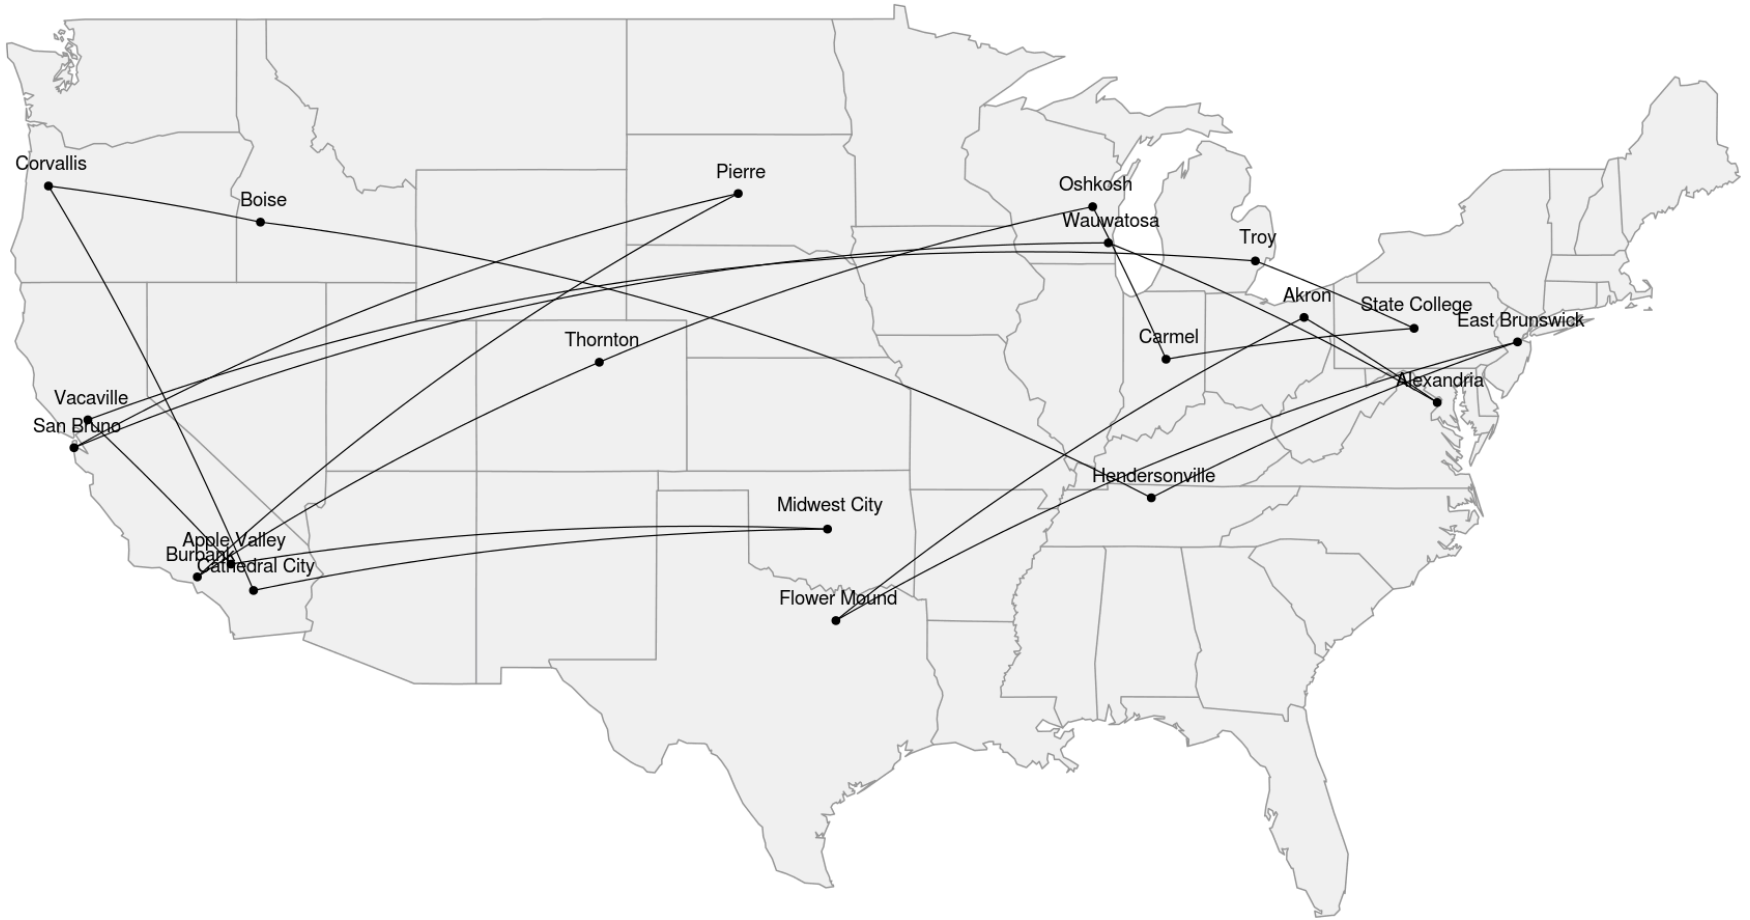 Corvallis
Pierre
Boise
Oshkosh
Wauwatosa
Troy
Akron
State College
East Brunswick
Thornton
Carmel
Alexandria
Vacaville
San Bruno
Hendersonville
Midwest City
Apple Valley
Burbank
Cathedral City
Flower Mound